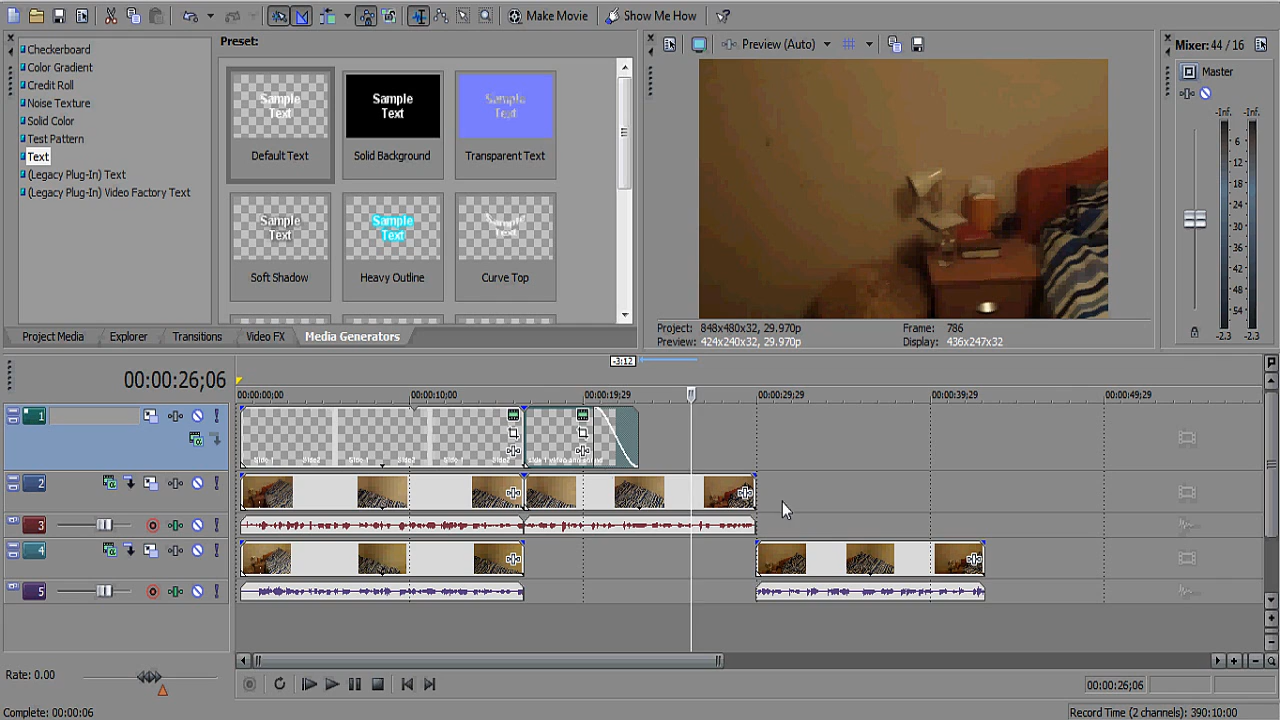 Make Movie
Show Me How
Checkerboard
Color Gradient
Credit Roll
Noise Texture
Solid Color
Test Pattern
Text
(Legacy Plug-In) Text
(Legacy Plug-In) Video Factory Text
Preset:
Sample
Text
Default Text
Sample
Text
Solid Background
Sample
Text
Transparent Text
Sample
Text
Soft Shadow
Sample
Text
Heavy Outline
Sample
Text
Curve Top
Project Media
Explorer
Transitions
Video FX
Media Generators
Preview (Auto)
Project: 848x480x32, 29.970p
Frame: 786
Preview: 424x240x32, 29.970p
Display: 436x247x32
Mixer: 44 / 16
Master
-Inf. -Inf.
6
12
18
24
30
36
42
48
54
-2.3 -2.3
-3:12
00:00:26;06
00:00:00;00
00:00:10;00
00:00:19;29
00:00:29;29
00:00:39;29
00:00:49;29
1
2
3
4
5
Rate: 0.00
00:00:26;06
Complete: 00:00:06
Record Time (2 channels): 390:10:00